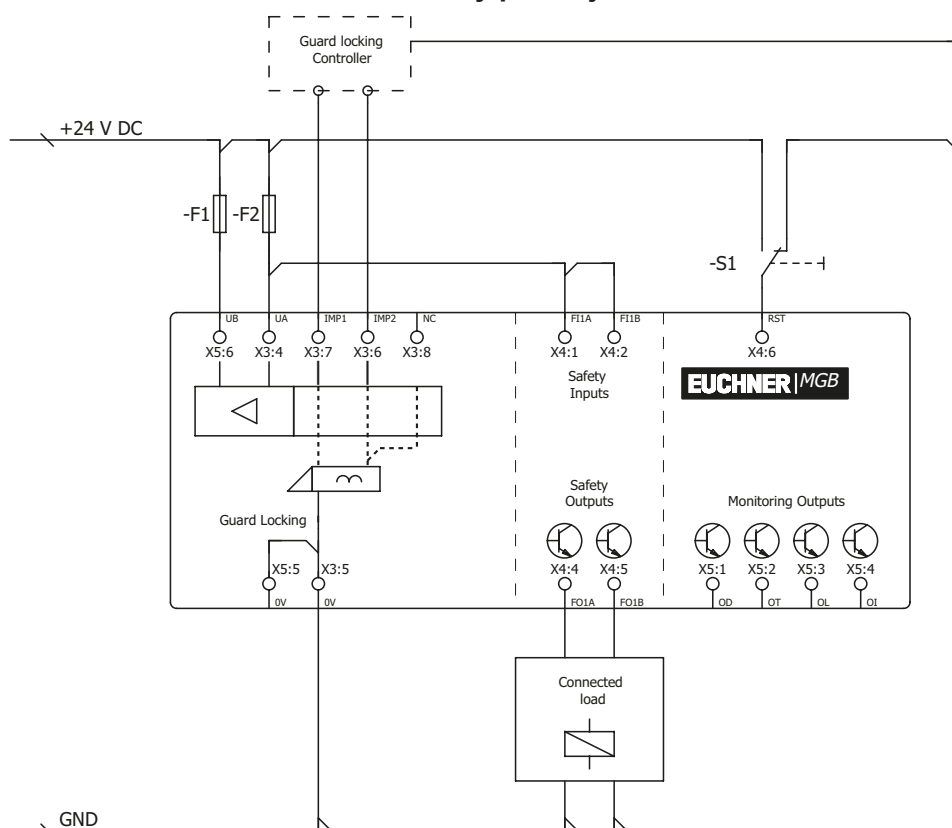 Guard locking
Controller
+24 V DC
-F1
-F2
-S1
UB
UA
IMP1
IMP2
NC
FI1A
FI1B
RST
X5:6
X3:4
X3:7
X3:6
X3:8
X4:1
X4:2
X4:6
Safety
Inputs
EUCHNER MGB
Safety
Outputs
Monitoring Outputs
Guard Locking
X5:5
X3:5
X4:4
X4:5
X5:1
X5:2
X5:3
X5:4
0V
0V
FO1A
FO1B
OD
OT
OL
OI
Connected
load
GND